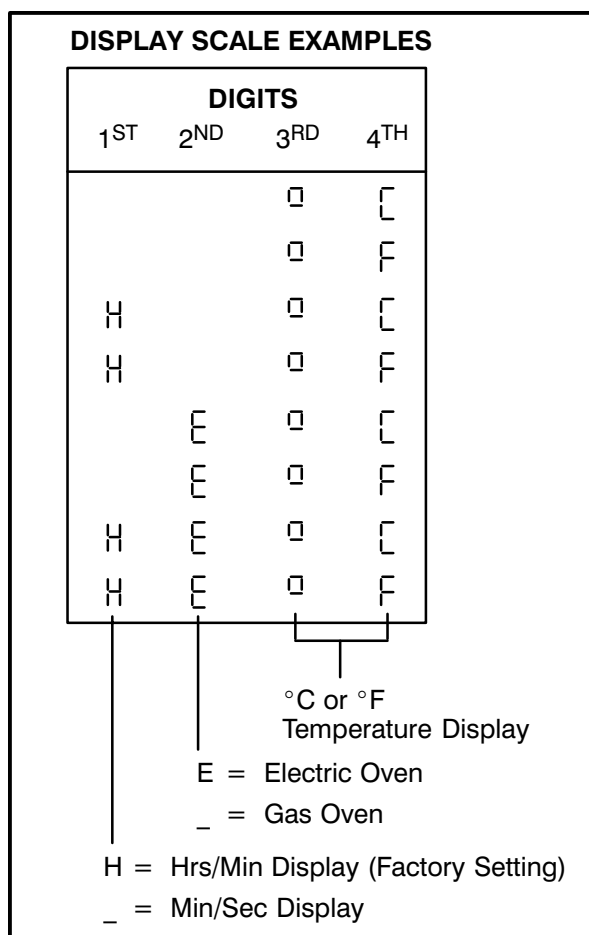 DISPLAY SCALE EXAMPLES
DIGITS
1ST 2ND 3RD 4TH
o C
o F
H o C
H o F
E o C
E o F
H E o C
H E o F
°C or °F
Temperature Display
E = Electric Oven
_ = Gas Oven
H = Hrs/Min Display (Factory Setting)
_ = Min/Sec Display